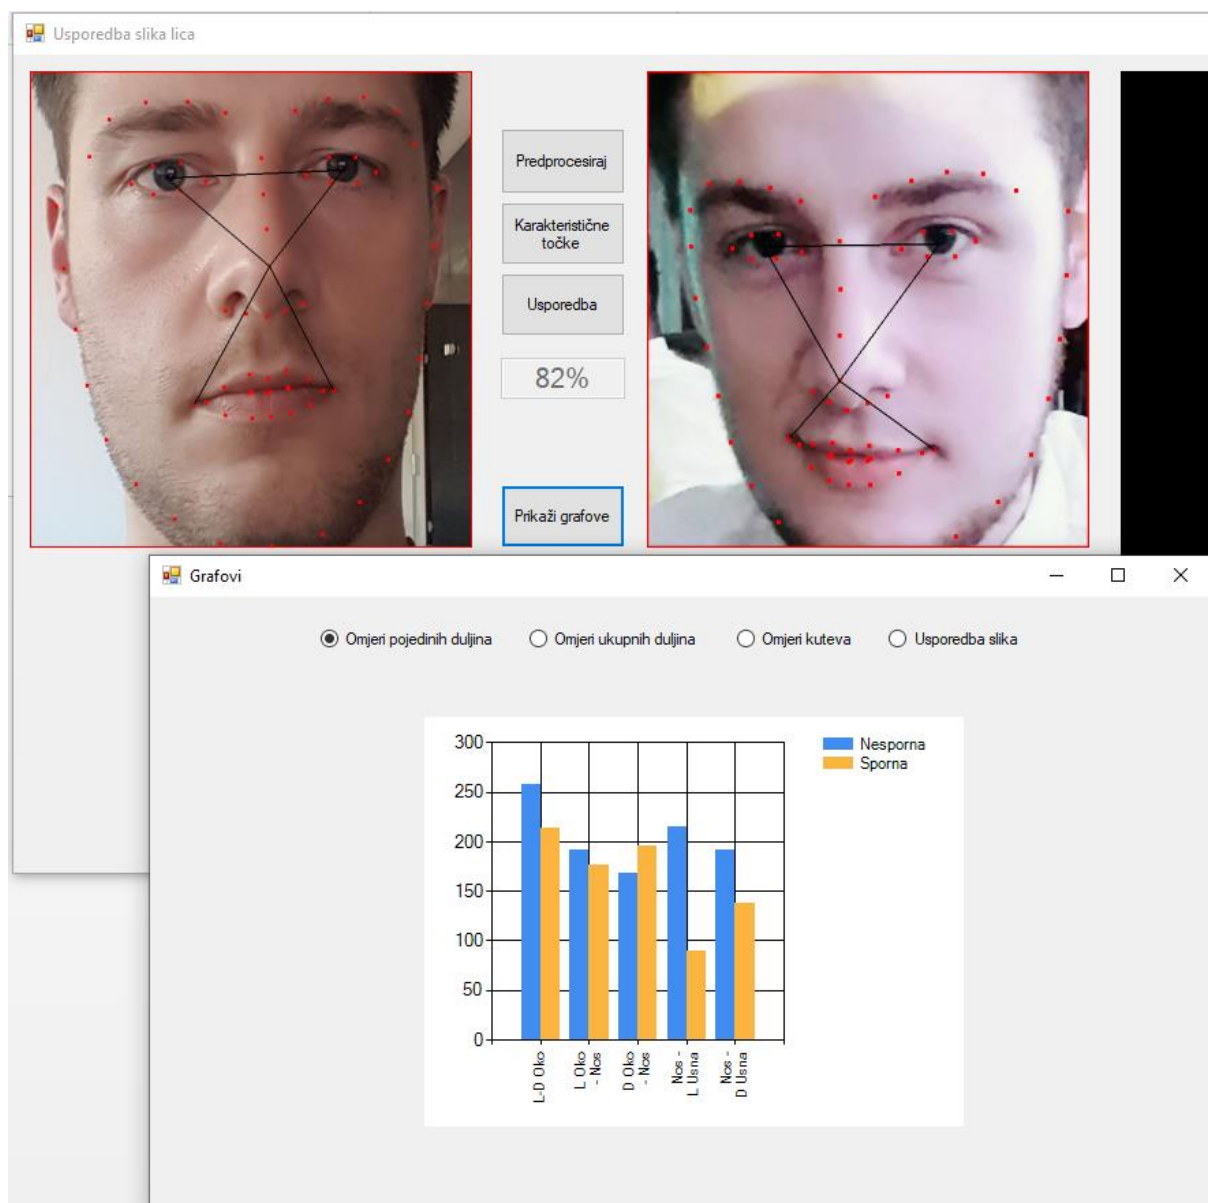 Usporedba slika lica
Predprocesiraj
Karakteristične
točke
Usporedba
82%
Prikaži grafove
Grafovi
Omjeri pojedinih duljina
Omjeri ukupnih duljina
Omjeri kuteva
Usporedba slika
300
250
200
150
100
50
0
Nesporna
Sporna
L-D Oko
L Oko
- Nos
D Oko
- Nos
Nos -
L Usna
Nos -
D Usna